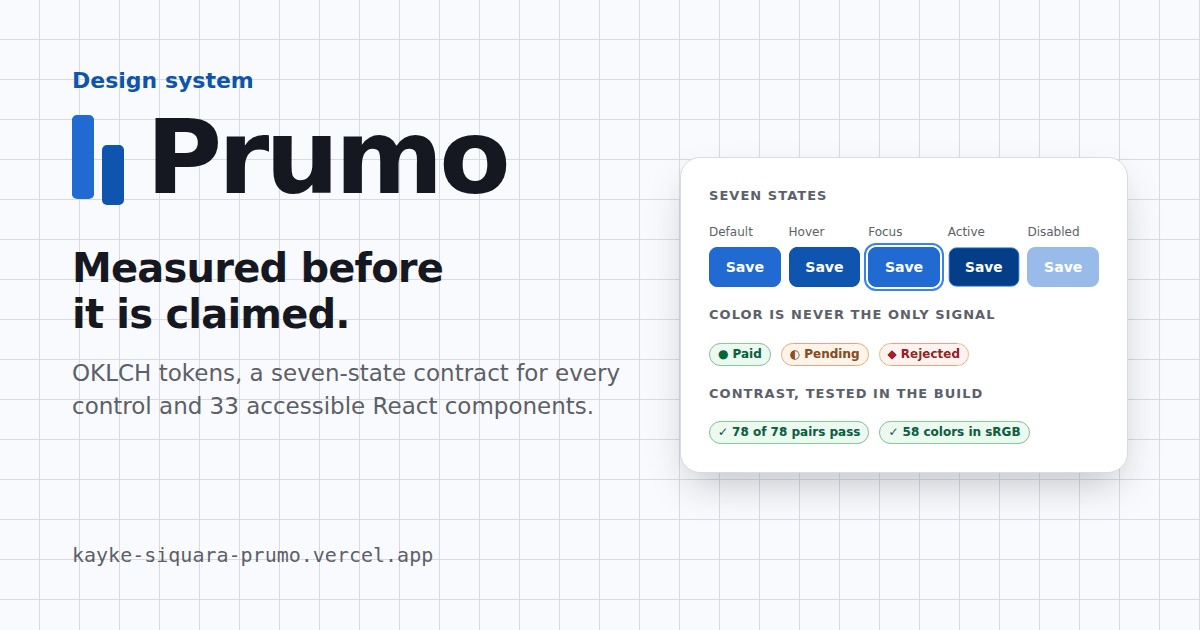 Design system
Prumo
Measured before
it is claimed.
OKLCH tokens, a seven-state contract for every
control and 33 accessible React components.
kayke-siquara-prumo.vercel.app
SEVEN STATES
Default Hover Focus Active Disabled
Save Save Save Save Save
COLOR IS NEVER THE ONLY SIGNAL
● Paid ◐ Pending ◆ Rejected
CONTRAST, TESTED IN THE BUILD
✓ 78 of 78 pairs pass ✓ 58 colors in sRGB